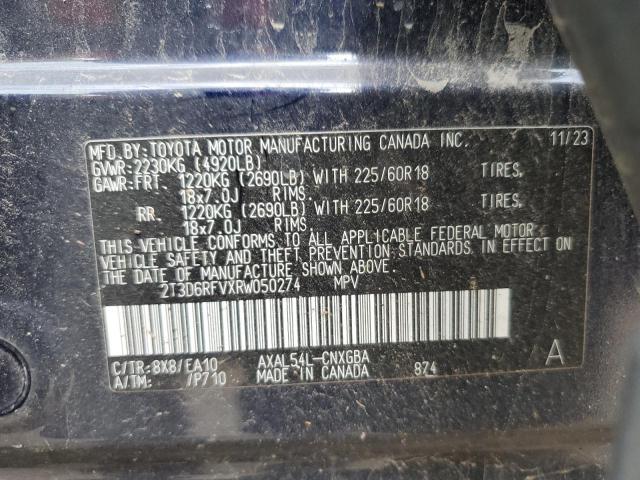 MFD.BY:TOYOTA MOTOR MANUFACTURING CANADA INC. 11/23
GVWR:2230KG (4920LB)
GAWR:FRT. 1220KG (2690LB) WITH 225/60R18 TIRES,
18x7.0J RIMS
RR. 1220KG (2690LB) WITH 225/60R18 TIRES,
18x7.0J RIMS
THIS VEHICLE CONFORMS TO ALL APPLICABLE FEDERAL MOTOR
VEHICLE SAFETY AND THEFT PREVENTION STANDARDS IN EFFECT ON
THE DATE OF MANUFACTURE SHOWN ABOVE.
2T3D6RFVXRW050274 MPV
C/TR:8X8/EA10 AXAL54L-CNXGBA 874 A
A/TM: /P710 MADE IN CANADA